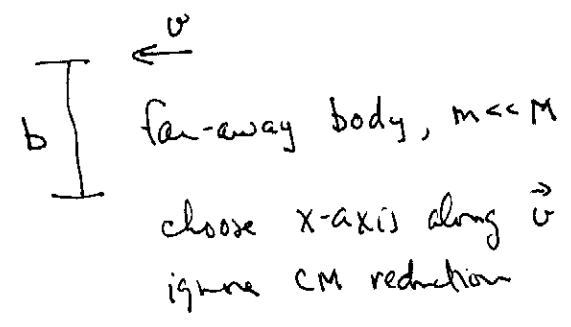 v
b
far-away body, m<<M
choose x-axis along v⃗
ignore CM reduction